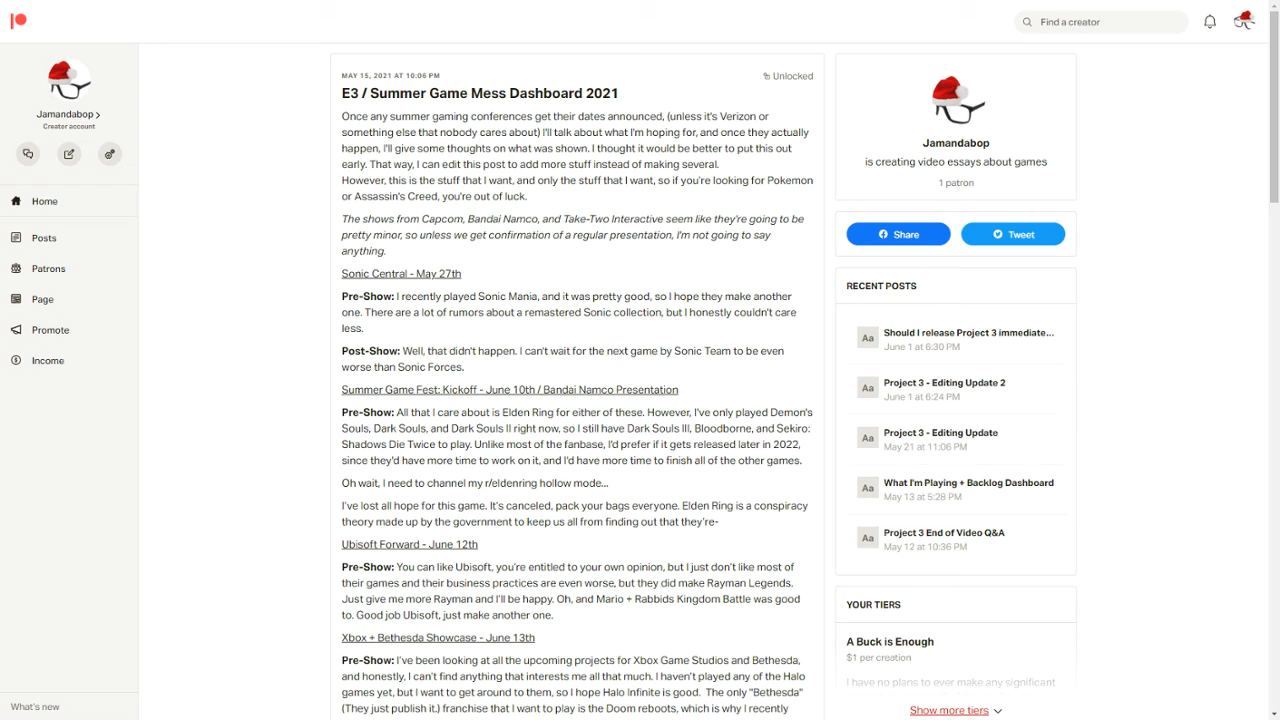 Find a creator
Jamandabop
Creator account
Home
Posts
Patrons
Page
Promote
Income
What's new
MAY 15, 2021 AT 10:06 PM
Unlocked
E3 / Summer Game Mess Dashboard 2021
Once any summer gaming conferences get their dates announced, (unless it's Verizon or
something else that nobody cares about) I'll talk about what I'm hoping for, and once they actually
happen, I'll give some thoughts on what was shown. I thought it would be better to put this out
early. That way, I can edit this post to add more stuff instead of making several.
However, this is the stuff that I want, and only the stuff that I want, so if you're looking for Pokemon
or Assassin's Creed, you're out of luck.
The shows from Capcom, Bandai Namco, and Take-Two Interactive seem like they're going to be
pretty minor, so unless we get confirmation of a regular presentation, I'm not going to say
anything.
Sonic Central - May 27th
Pre-Show: I recently played Sonic Mania, and it was pretty good, so I hope they make another
one. There are a lot of rumors about a remastered Sonic collection, but I honestly couldn't care
less.
Post-Show: Well, that didn't happen. I can't wait for the next game by Sonic Team to be even
worse than Sonic Forces.
Summer Game Fest: Kickoff - June 10th / Bandai Namco Presentation
Pre-Show: All that I care about is Elden Ring for either of these. However, I've only played Demon's
Souls, Dark Souls, and Dark Souls II right now, so I still have Dark Souls III, Bloodborne, and Sekiro:
Shadows Die Twice to play. Unlike most of the fanbase, I'd prefer if it gets released later in 2022,
since they'd have more time to work on it, and I'd have more time to finish all of the other games.
Oh wait, I need to channel my r/eldenring hollow mode...
I've lost all hope for this game. It's canceled, pack your bags everyone. Elden Ring is a conspiracy
theory made up by the government to keep us all from finding out that they're-
Ubisoft Forward - June 12th
Pre-Show: You can like Ubisoft, you're entitled to your own opinion, but I just don't like most of
their games and their business practices are even worse, but they did make Rayman Legends.
Just give me more Rayman and I'll be happy. Oh, and Mario + Rabbids Kingdom Battle was good
to. Good job Ubisoft, just make another one.
Xbox + Bethesda Showcase - June 13th
Pre-Show: I've been looking at all the upcoming projects for Xbox Game Studios and Bethesda,
and honestly, I can't find anything that interests me all that much. I haven't played any of the Halo
games yet, but I want to get around to them, so I hope Halo Infinite is good. The only "Bethesda"
(They just publish it.) franchise that I want to play is the Doom reboots, which is why I recently
Jamandabop
is creating video essays about games
1 patron
Share
Tweet
RECENT POSTS
Aa
Should I release Project 3 immediate...
June 1 at 6:30 PM
Aa
Project 3 - Editing Update 2
June 1 at 6:24 PM
Aa
Project 3 - Editing Update
May 21 at 11:06 PM
Aa
What I'm Playing + Backlog Dashboard
May 13 at 5:28 PM
Aa
Project 3 End of Video Q&A
May 12 at 10:36 PM
YOUR TIERS
A Buck is Enough
$1 per creation
I have no plans to ever make any significant
Show more tiers